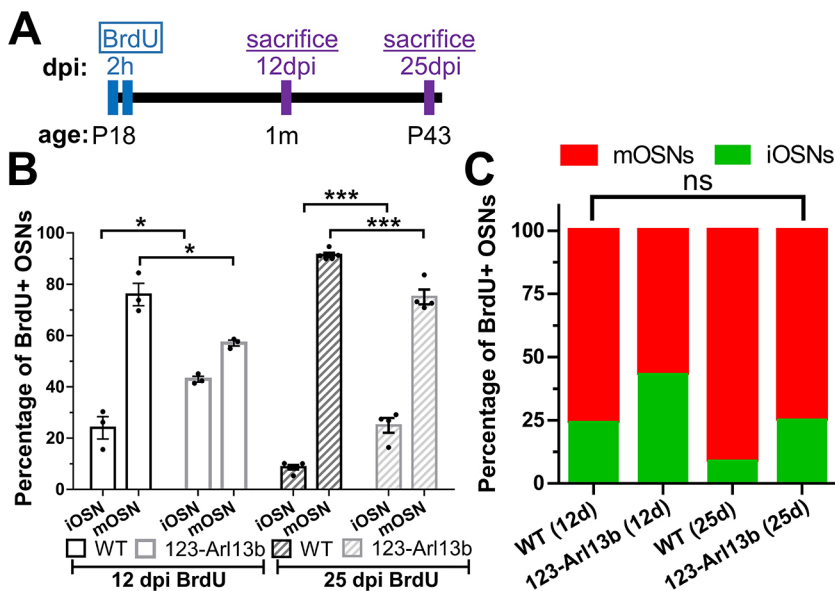 A
BrdU
sacrifice
sacrifice
dpi:
2h
12dpi
25dpi
age:
P18
1m
P43
B
Percentage of BrdU+ OSNs
100
80
60
40
20
0
*
*
***
***
iOSN
mOSN
iOSN
mOSN
iOSN
mOSN
iOSN
mOSN
WT
123-Arl13b
WT
123-Arl13b
12 dpi BrdU
25 dpi BrdU
C
mOSNs
iOSNs
ns
Percentage of BrdU+ OSNs
100
75
50
25
0
WT (12d)
123-Arl13b (12d)
WT (25d)
123-Arl13b (25d)